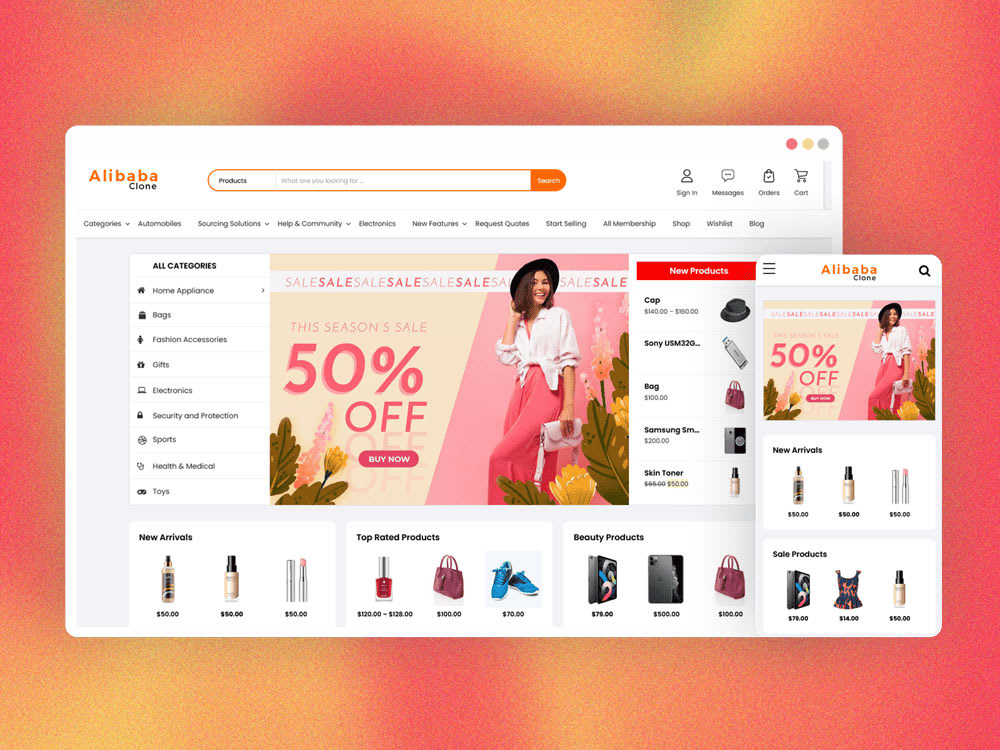 Alibaba
Clone
Products
What are you looking for ...
Search
Sign In
Messages
Orders
Cart
Categories
Automobiles
Sourcing Solutions
Help & Community
Electronics
New Features
Request Quotes
Start Selling
All Membership
Shop
Wishlist
Blog
ALL CATEGORIES
Home Appliance
Bags
Fashion Accessories
Gifts
Electronics
Security and Protection
Sports
Health & Medical
Toys
SALESALESALESALESALESALESA SALESALE
THIS SEASON'S SALE
50%
OFF
OFF
OFF
BUY NOW
New Products
Cap
$140.00 – $160.00
Sony USM32G...
Bag
$100.00
Samsung Sm...
$200.00
Skin Toner
$65.00 $50.00
New Arrivals
$50.00
$50.00
$50.00
Top Rated Products
$120.00 – $128.00
$100.00
$70.00
Beauty Products
$79.00
$500.00
$100.00
Alibaba
Clone
THIS SEASON'S SALE
50%
OFF
BUY NOW
New Arrivals
$50.00
$50.00
$50.00
Sale Products
$79.00
$14.00
$50.00